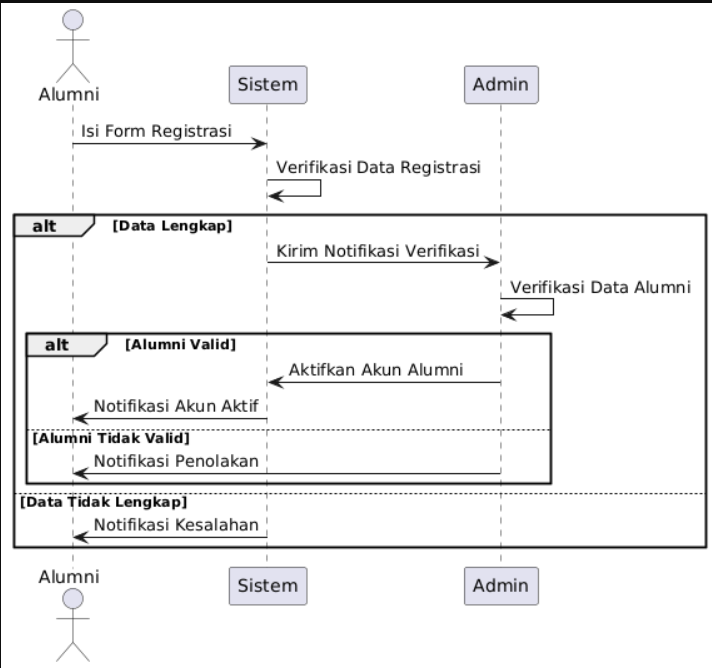 Alumni
Sistem
Admin
Isi Form Registrasi
Verifikasi Data Registrasi
alt [Data Lengkap]
Kirim Notifikasi Verifikasi
Verifikasi Data Alumni
alt [Alumni Valid]
Aktifkan Akun Alumni
Notifikasi Akun Aktif
[Alumni Tidak Valid]
Notifikasi Penolakan
[Data Tidak Lengkap]
Notifikasi Kesalahan
Alumni
Sistem
Admin